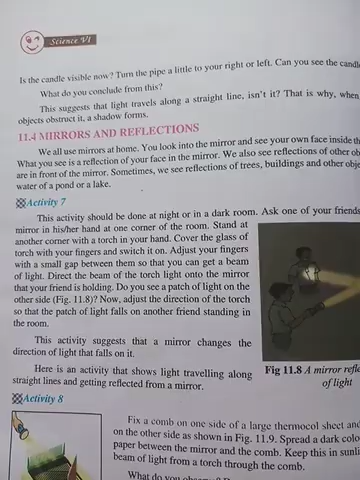 Science VI
Is the candle visible now? Turn the pipe a little to your right or left. Can you see the candl
What do you conclude from this?
This suggests that light travels along a straight line, isn't it? That is why, when
objects obstruct it, a shadow forms.
11.4 MIRRORS AND REFLECTIONS
We all use mirrors at home. You look into the mirror and see your own face inside th
What you see is a reflection of your face in the mirror. We also see reflections of other ob
are in front of the mirror. Sometimes, we see reflections of trees, buildings and other obje
water of a pond or a lake.
Activity 7
This activity should be done at night or in a dark room. Ask one of your friends
mirror in his/her hand at one corner of the room. Stand at
another corner with a torch in your hand. Cover the glass of
torch with your fingers and switch it on. Adjust your fingers
with a small gap between them so that you can get a beam
of light. Direct the beam of the torch light onto the mirror
that your friend is holding. Do you see a patch of light on the
other side (Fig. 11.8)? Now, adjust the direction of the torch
so that the patch of light falls on another friend standing in
the room.
This activity suggests that a mirror changes the
direction of light that falls on it.
Fig 11.8 A mirror refle
of light
Here is an activity that shows light travelling along
straight lines and getting reflected from a mirror.
Activity 8
Fix a comb on one side of a large thermocol sheet and
on the other side as shown in Fig. 11.9. Spread a dark colo
paper between the mirror and the comb. Keep this in sunli
beam of light from a torch through the comb.
What do you